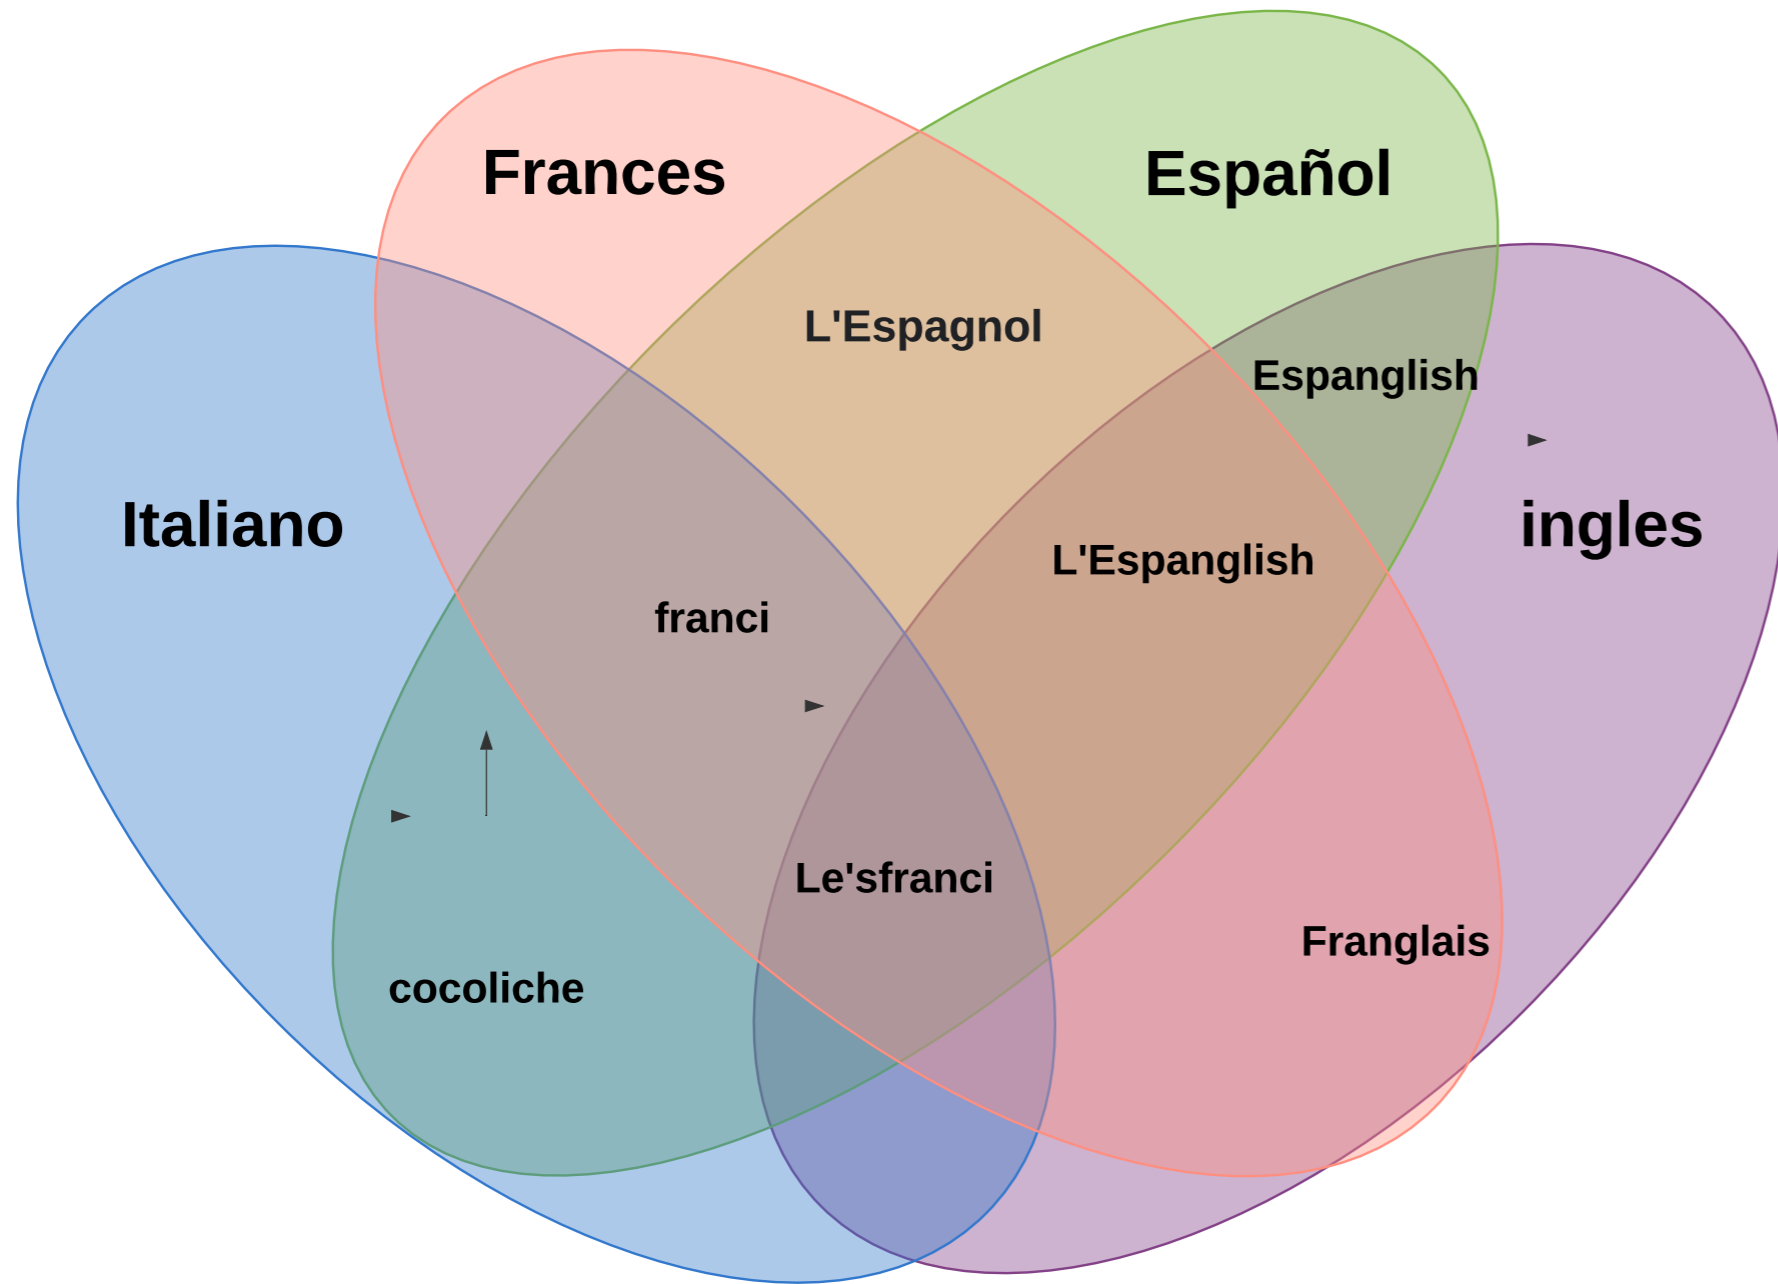 Frances
Español
L'Espagnol
Espanglish
Italiano
ingles
L'Espanglish
franci
Le'sfranci
Franglais
cocoliche